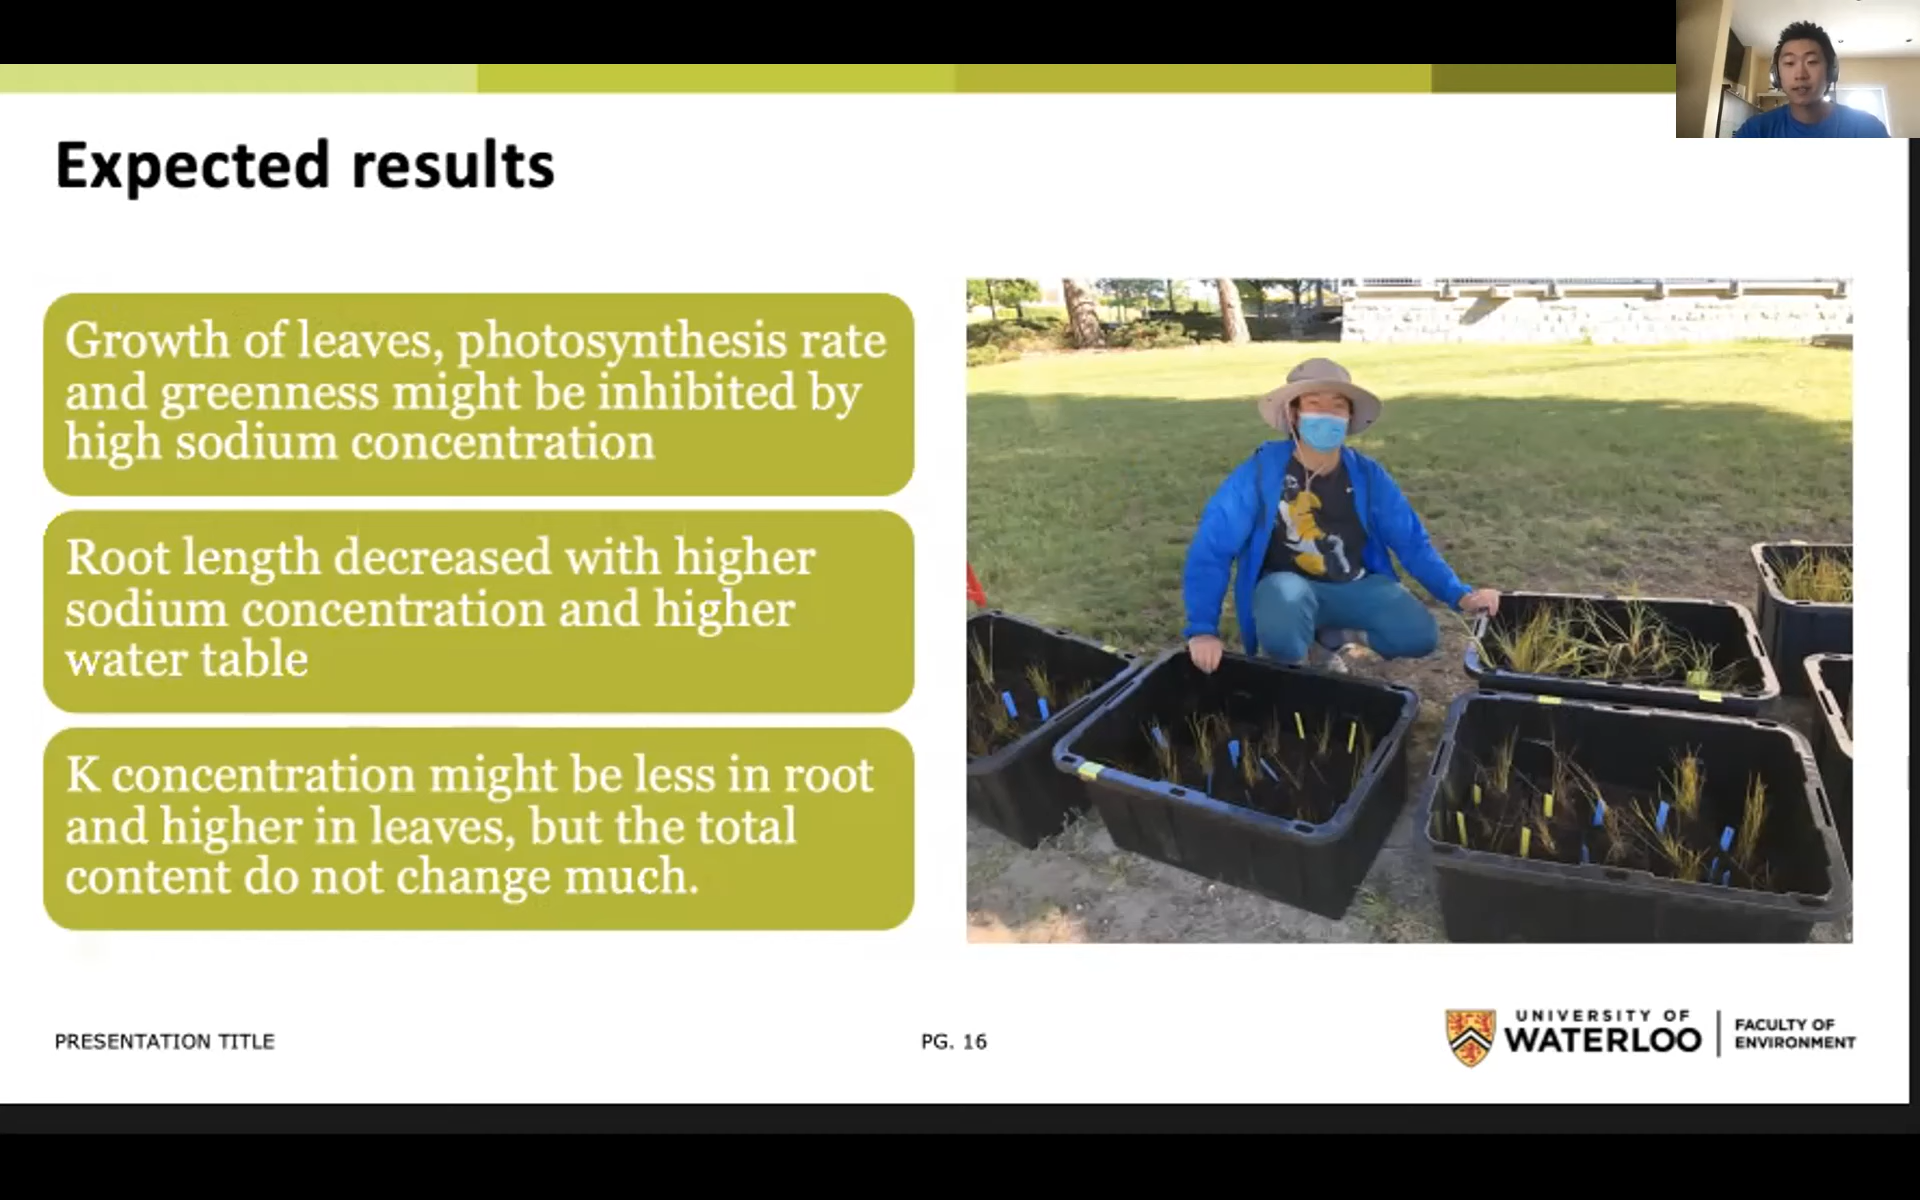 Expected results
Growth of leaves, photosynthesis rate
and greenness might be inhibited by
high sodium concentration
Root length decreased with higher
sodium concentration and higher
water table
K concentration might be less in root
and higher in leaves, but the total
content do not change much.
PRESENTATION TITLE
PG. 16
UNIVERSITY OF
WATERLOO
FACULTY OF
ENVIRONMENT